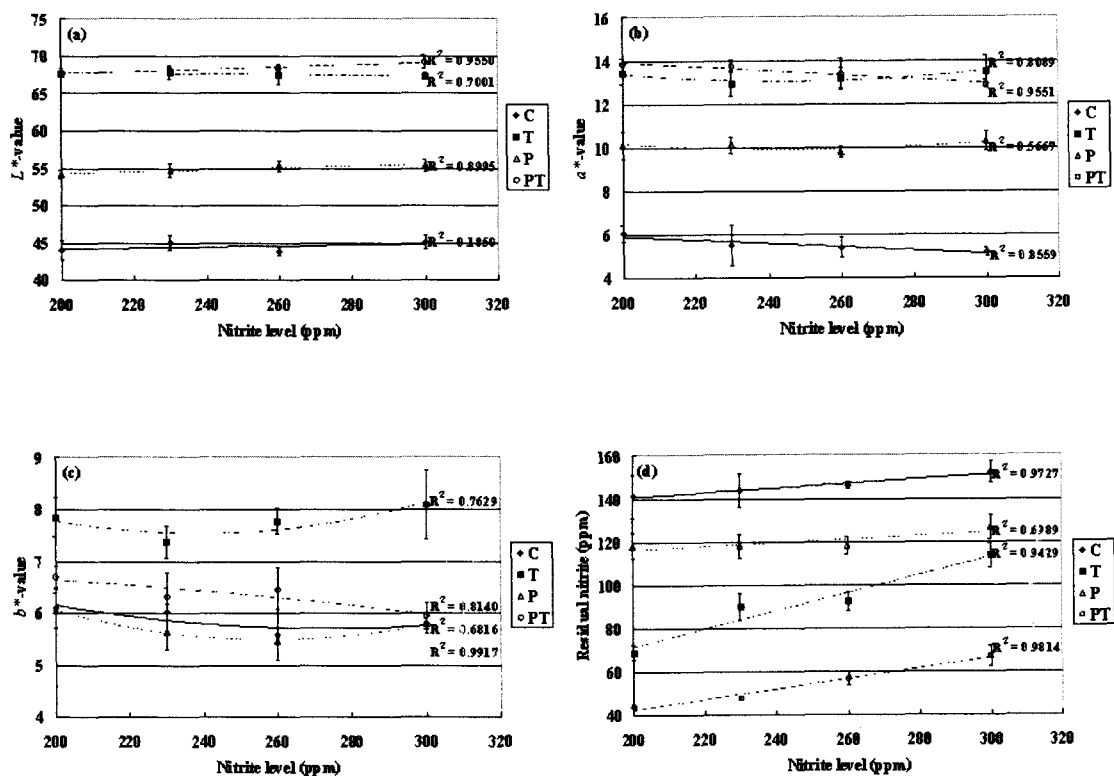 (a)
75
70
65
60
55
50
45
40
L*-value
200 220 240 260 280 300 320
Nitrite level (ppm)
R² = 0.9550
R² = 0.7001
R² = 0.8995
R² = 0.1850
C
T
P
PT
(b)
16
14
12
10
8
6
4
a*-value
200 220 240 260 280 300 320
Nitrite level (ppm)
R² = 0.8089
R² = 0.9551
R² = 0.5667
R² = 0.8559
C
T
P
PT
(c)
9
8
7
6
5
4
b*-value
200 220 240 260 280 300 320
Nitrite level (ppm)
R² = 0.7629
R² = 0.8140
R² = 0.6816
R² = 0.9917
C
T
P
PT
(d)
160
140
120
100
80
60
40
Residual nitrite (ppm)
200 220 240 260 280 300 320
Nitrite level (ppm)
R² = 0.9727
R² = 0.6989
R² = 0.9429
R² = 0.9814
C
T
P
PT